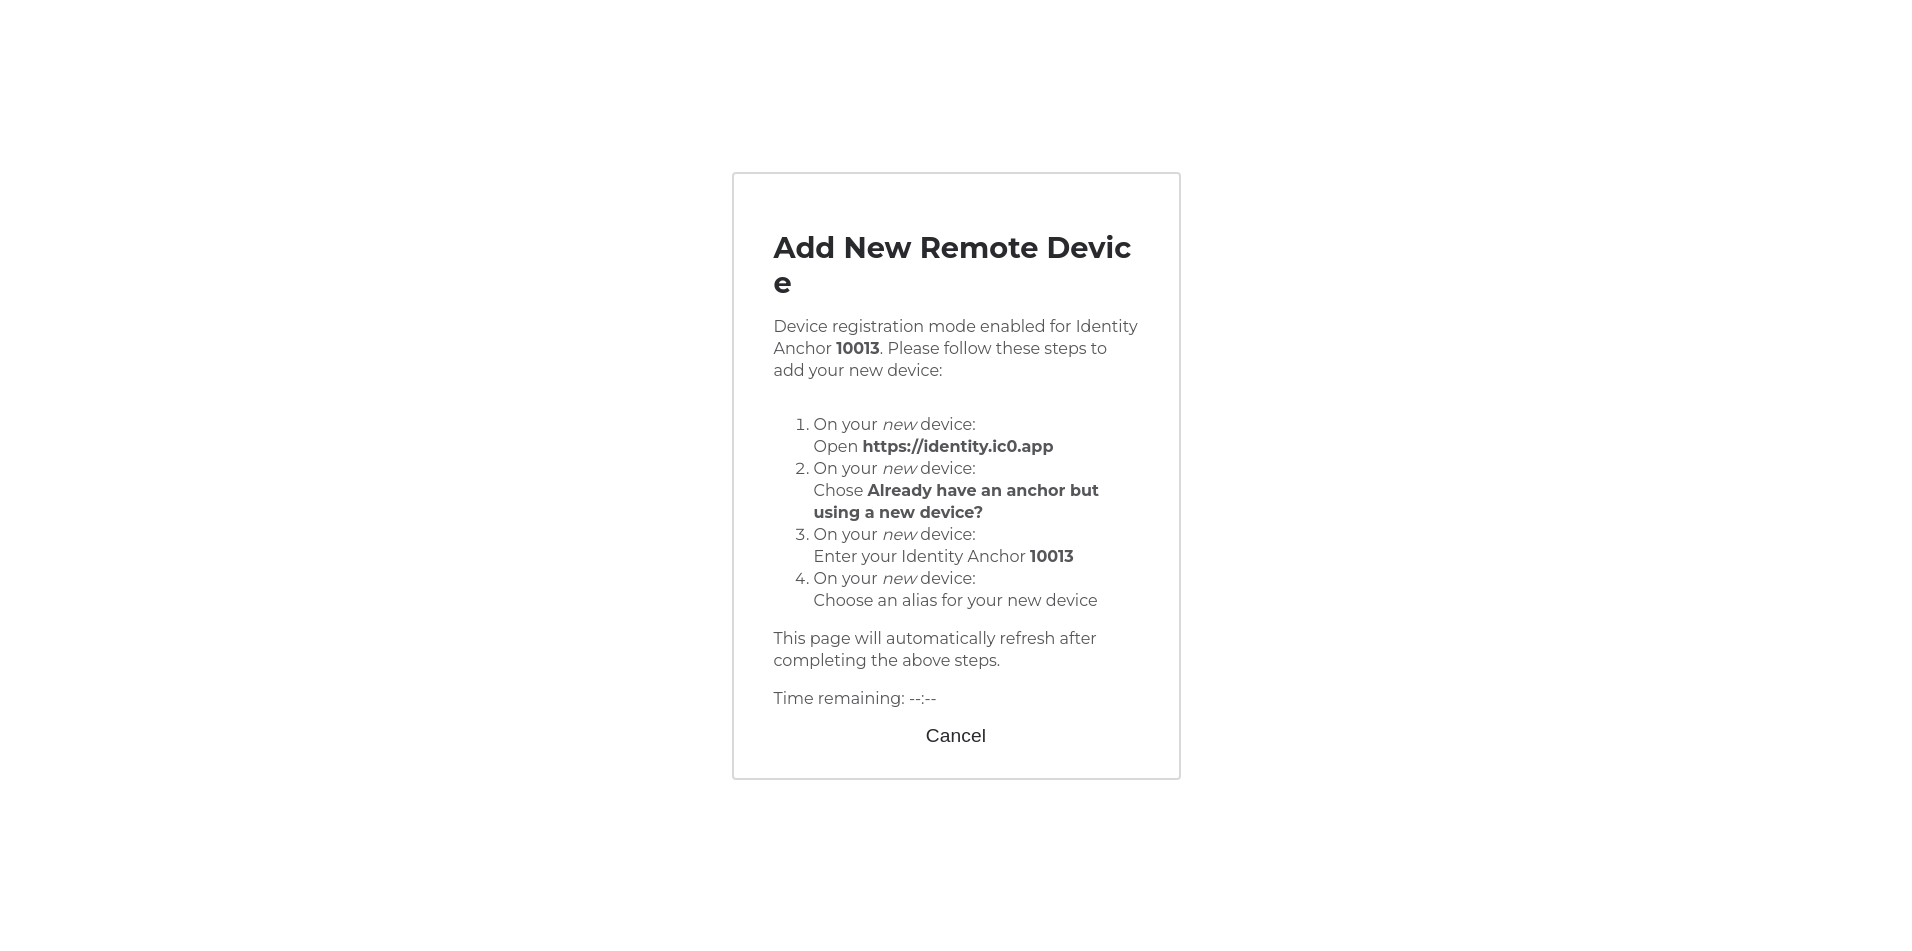 Add New Remote Devic
e
Device registration mode enabled for Identity
Anchor 10013. Please follow these steps to
add your new device:
1. On your new device:
Open https://identity.ic0.app
2. On your new device:
Chose Already have an anchor but
using a new device?
3. On your new device:
Enter your Identity Anchor 10013
4. On your new device:
Choose an alias for your new device
This page will automatically refresh after
completing the above steps.
Time remaining: --:--
Cancel